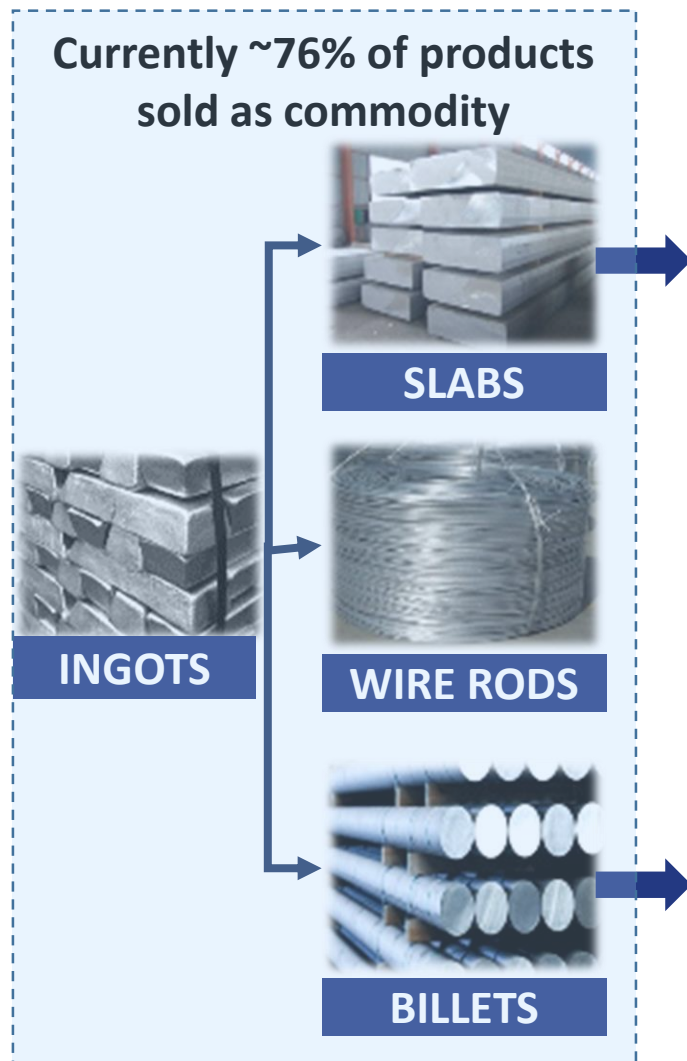 Currently ~76% of products
sold as commodity
SLABS
INGOTS
WIRE RODS
BILLETS